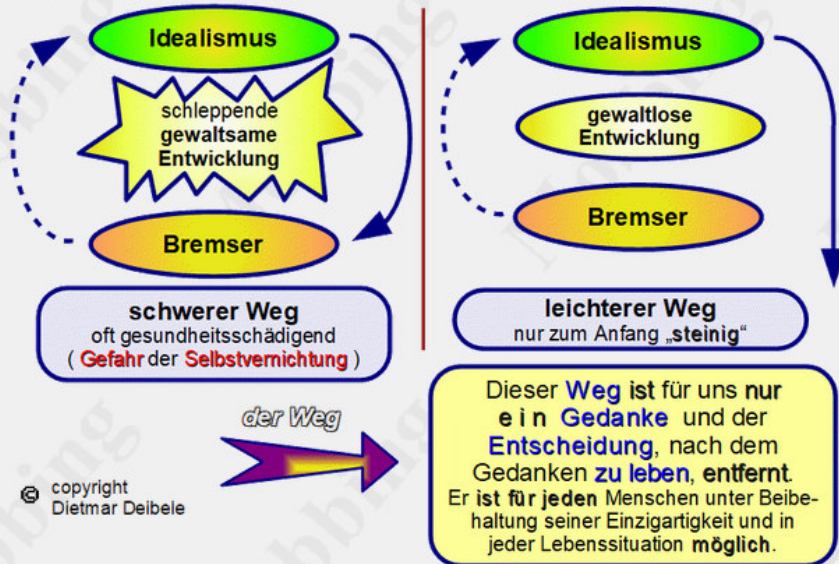 Idealismus
schleppende
gewaltsame
Entwicklung
Bremser
schwerer Weg
oft gesundheitsschädigend
( Gefahr der Selbstvernichtung )
Idealismus
gewaltlose
Entwicklung
Bremser
leichterer Weg
nur zum Anfang „steinig“
der Weg
© copyright
Dietmar Deibele
Dieser Weg ist für uns nur
e i n Gedanke und der
Entscheidung, nach dem
Gedanken zu leben, entfernt.
Er ist für jeden Menschen unter Beibe-
haltung seiner Einzigartigkeit und in
jeder Lebenssituation möglich.